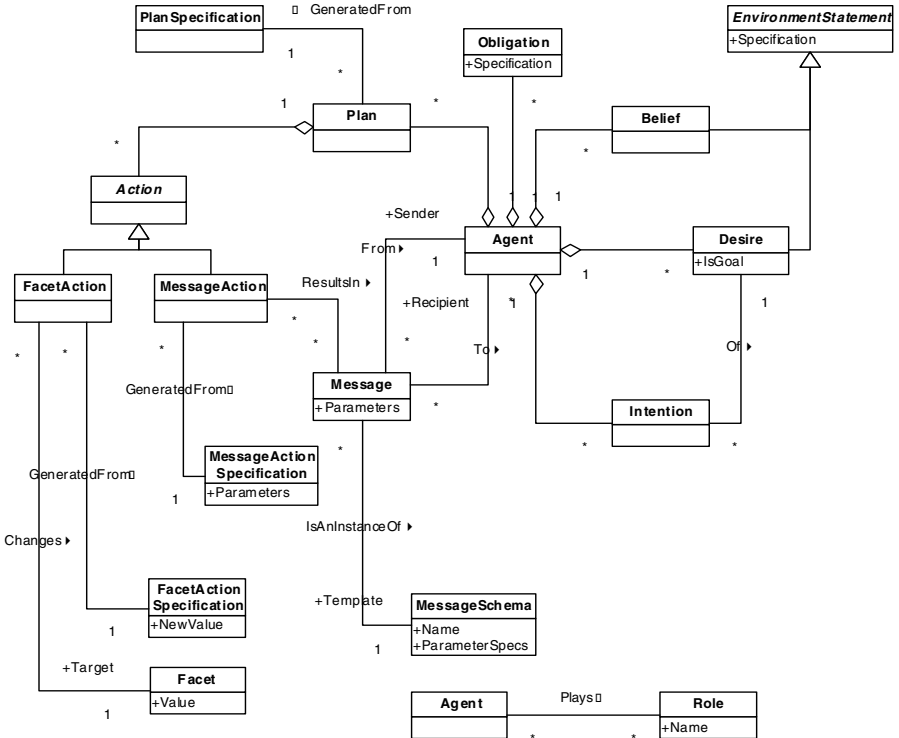 PlanSpecification
GeneratedFrom
1
*
Obligation
+Specification
*
EnvironmentStatement
+Specification
1
Plan
*
*
Belief
*
Action
1
1
1
+Sender
From
1
Agent
1
*
Desire
+IsGoal
1
FacetAction
MessageAction
ResultsIn
+Recipient
*
1
*
*
*
*
*
*
To
Of
GeneratedFrom
Message
+Parameters
*
Intention
*
*
MessageAction
Specification
+Parameters
1
*
GeneratedFrom
IsAnInstanceOf
Changes
FacetAction
Specification
+NewValue
1
+Template
1
MessageSchema
+Name
+ParameterSpecs
+Target
1
Facet
+Value
Agent
Plays
Role
+Name
*
*